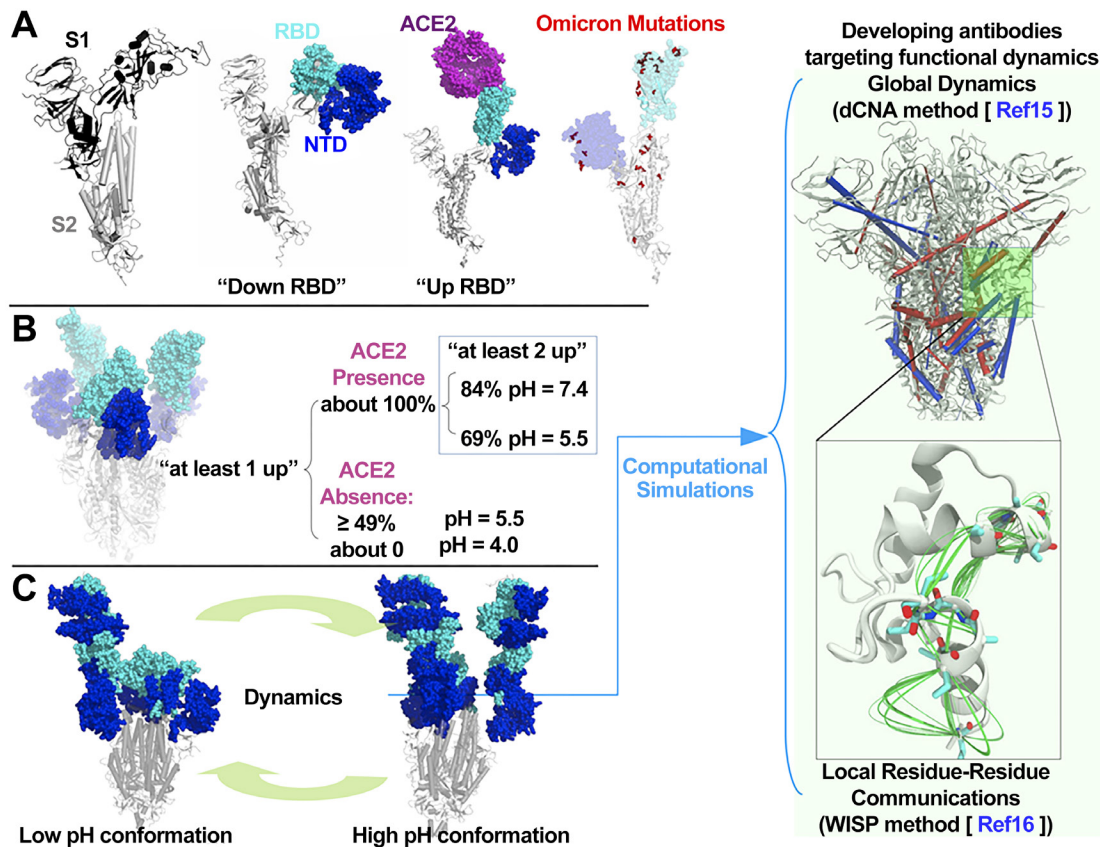 A
S1
S2
RBD
NTD
"Down RBD"
ACE2
"Up RBD"
Omicron Mutations
B
"at least 1 up"
ACE2
Presence
about 100%
"at least 2 up"
84% pH = 7.4
69% pH = 5.5
ACE2
Absence:
≥ 49% pH = 5.5
about 0 pH = 4.0
C
Dynamics
Low pH conformation
High pH conformation
Computational
Simulations
Developing antibodies
targeting functional dynamics
Global Dynamics
(dCNA method [ Ref15 ])
Local Residue-Residue
Communications
(WISP method [ Ref16 ])